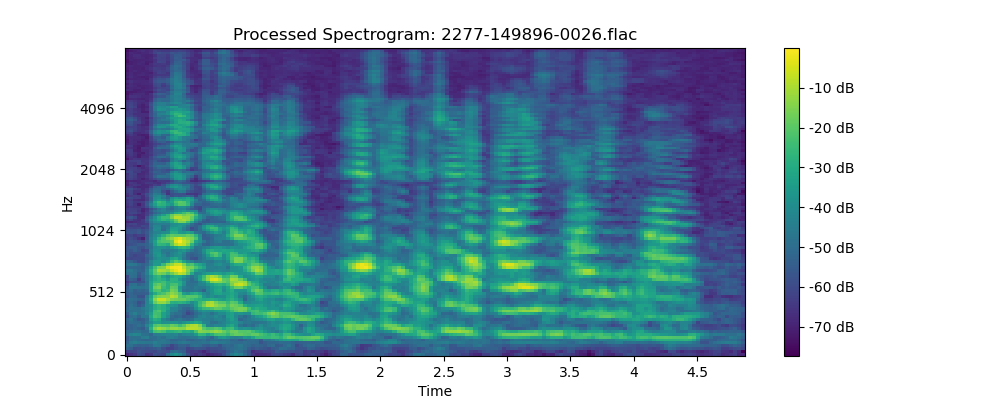 Processed Spectrogram: 2277-149896-0026.flac
Hz
4096
2048
1024
512
0
0 0.5 1 1.5 2 2.5 3 3.5 4 4.5
Time
-10 dB
-20 dB
-30 dB
-40 dB
-50 dB
-60 dB
-70 dB